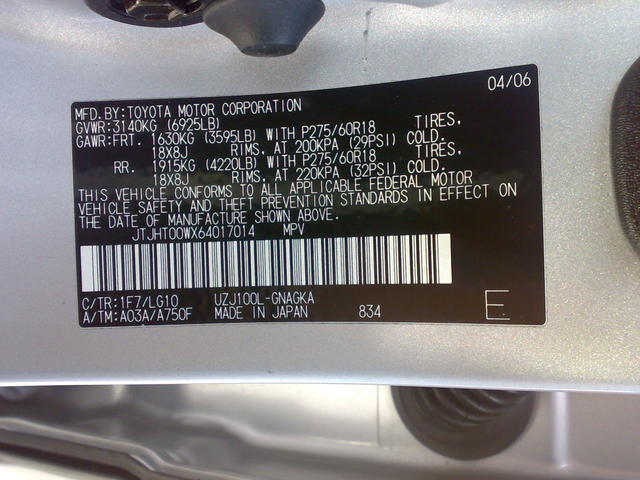 04/06
MFD.BY:TOYOTA MOTOR CORPORATION
GVWR:3140KG (6925LB)
GAWR:FRT. 1630KG (3595LB) WITH P275/60R18 TIRES.
18X8J RIMS. AT 200KPA (29PSI) COLD.
RR. 1915KG (4220LB) WITH P275/60R18 TIRES.
18X8J RIMS. AT 220KPA (32PSI) COLD.
THIS VEHICLE CONFORMS TO ALL APPLICABLE FEDERAL MOTOR
VEHICLE SAFETY AND THEFT PREVENTION STANDARDS IN EFFECT ON
THE DATE OF MANUFACTURE SHOWN ABOVE.
JTJHT00WX64017014 MPV
C/TR:1F7/LG10 UZJ100L-GNAGKA
A/TM:A03A/A750F MADE IN JAPAN 834
E